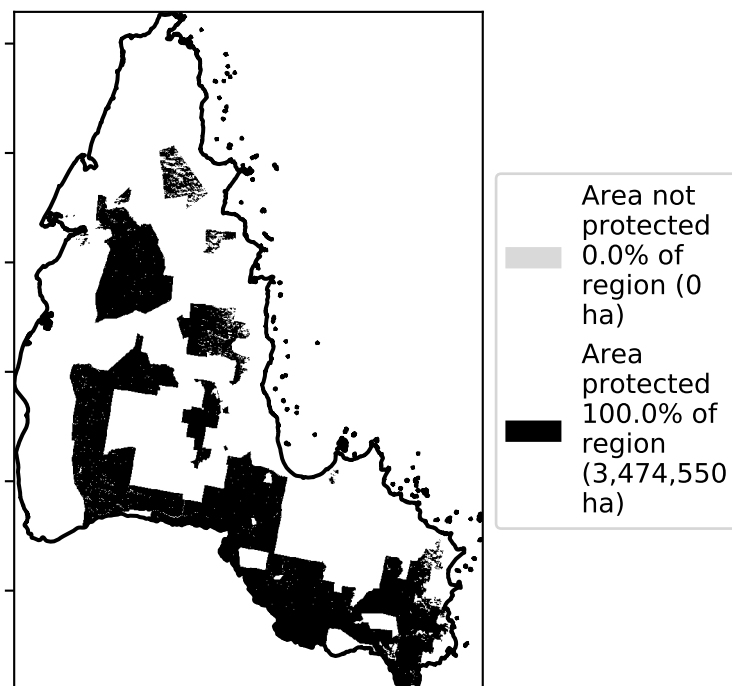 Area not
protected
0.0% of
region (0
ha)
Area
protected
100.0% of
region
(3,474,550
ha)